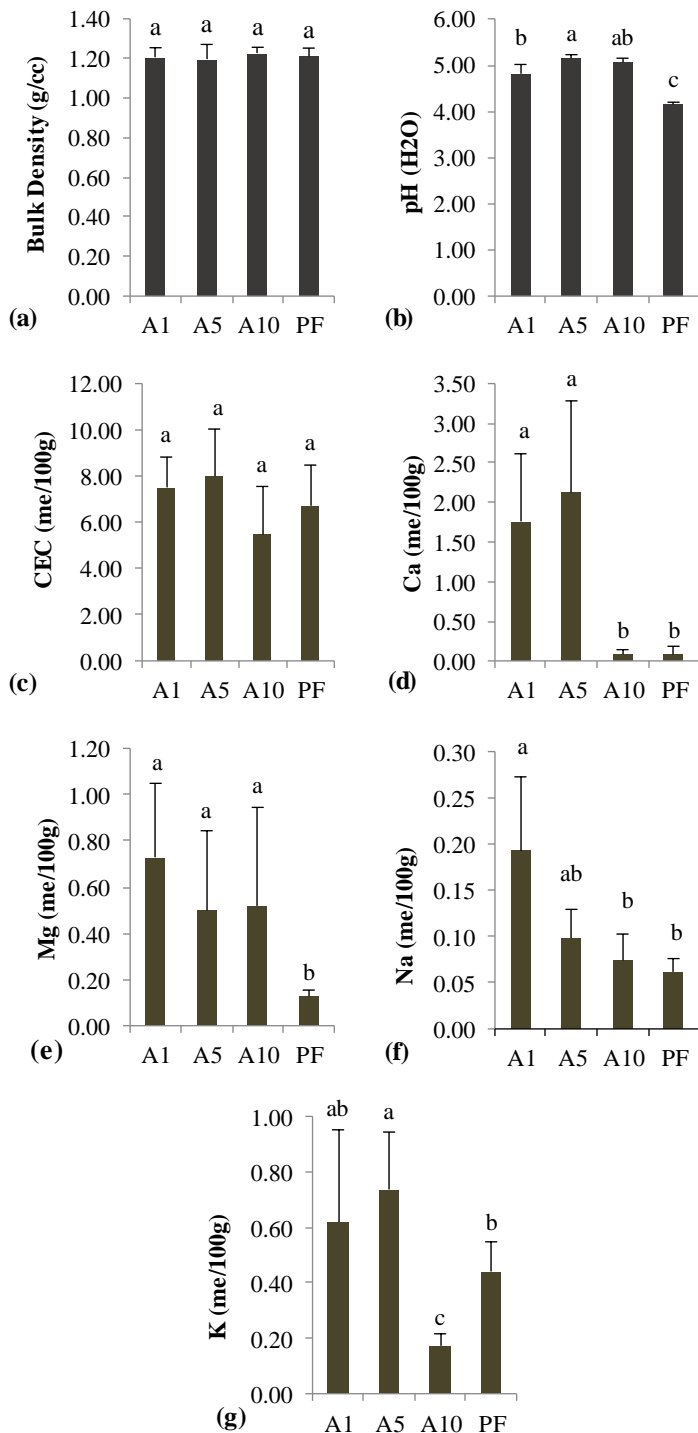 Bulk Density (g/cc)
1.40
1.20
1.00
0.80
0.60
0.40
0.20
0.00
a a a a
A1 A5 A10 PF
(a)
pH (H2O)
6.00
5.00
4.00
3.00
2.00
1.00
0.00
b a ab c
A1 A5 A10 PF
(b)
CEC (me/100g)
12.00
10.00
8.00
6.00
4.00
2.00
0.00
a a a a
A1 A5 A10 PF
(c)
Ca (me/100g)
3.50
3.00
2.50
2.00
1.50
1.00
0.50
0.00
a a b b
A1 A5 A10 PF
(d)
Mg (me/100g)
1.20
1.00
0.80
0.60
0.40
0.20
0.00
a a a b
A1 A5 A10 PF
(e)
Na (me/100g)
0.30
0.25
0.20
0.15
0.10
0.05
0.00
a ab b b
A1 A5 A10 PF
(f)
K (me/100g)
1.00
0.80
0.60
0.40
0.20
0.00
ab a c b
A1 A5 A10 PF
(g)